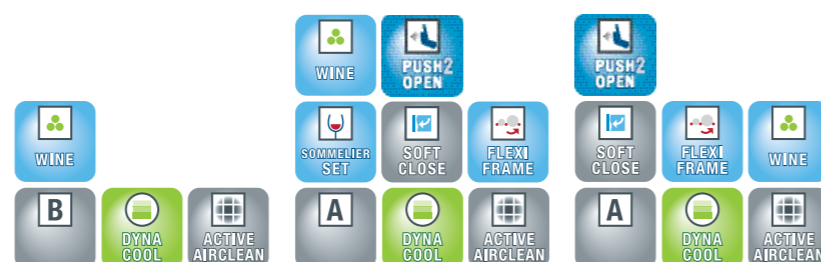 WINE
B
DYNA
COOL
ACTIVE
AIRCLEAN
WINE
PUSH2
OPEN
SOMMELIER
SET
SOFT
CLOSE
FLEXI
FRAME
A
DYNA
COOL
ACTIVE
AIRCLEAN
PUSH2
OPEN
SOFT
CLOSE
FLEXI
FRAME
WINE
A
DYNA
COOL
ACTIVE
AIRCLEAN